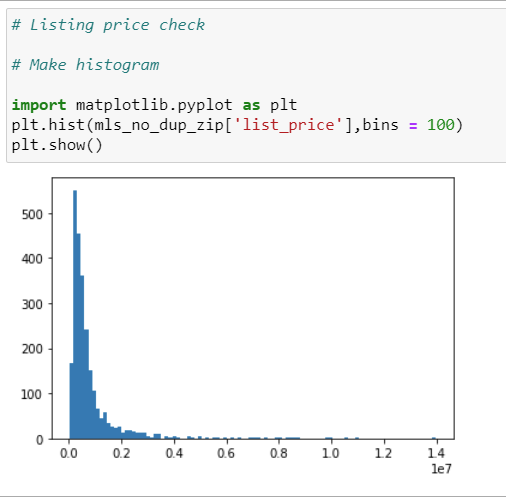 # Listing price check
# Make histogram
import matplotlib.pyplot as plt
plt.hist(mls_no_dup_zip['list_price'],bins = 100)
plt.show()
500
400
300
200
100
0
0.0 0.2 0.4 0.6 0.8 1.0 1.2 1.4
1e7